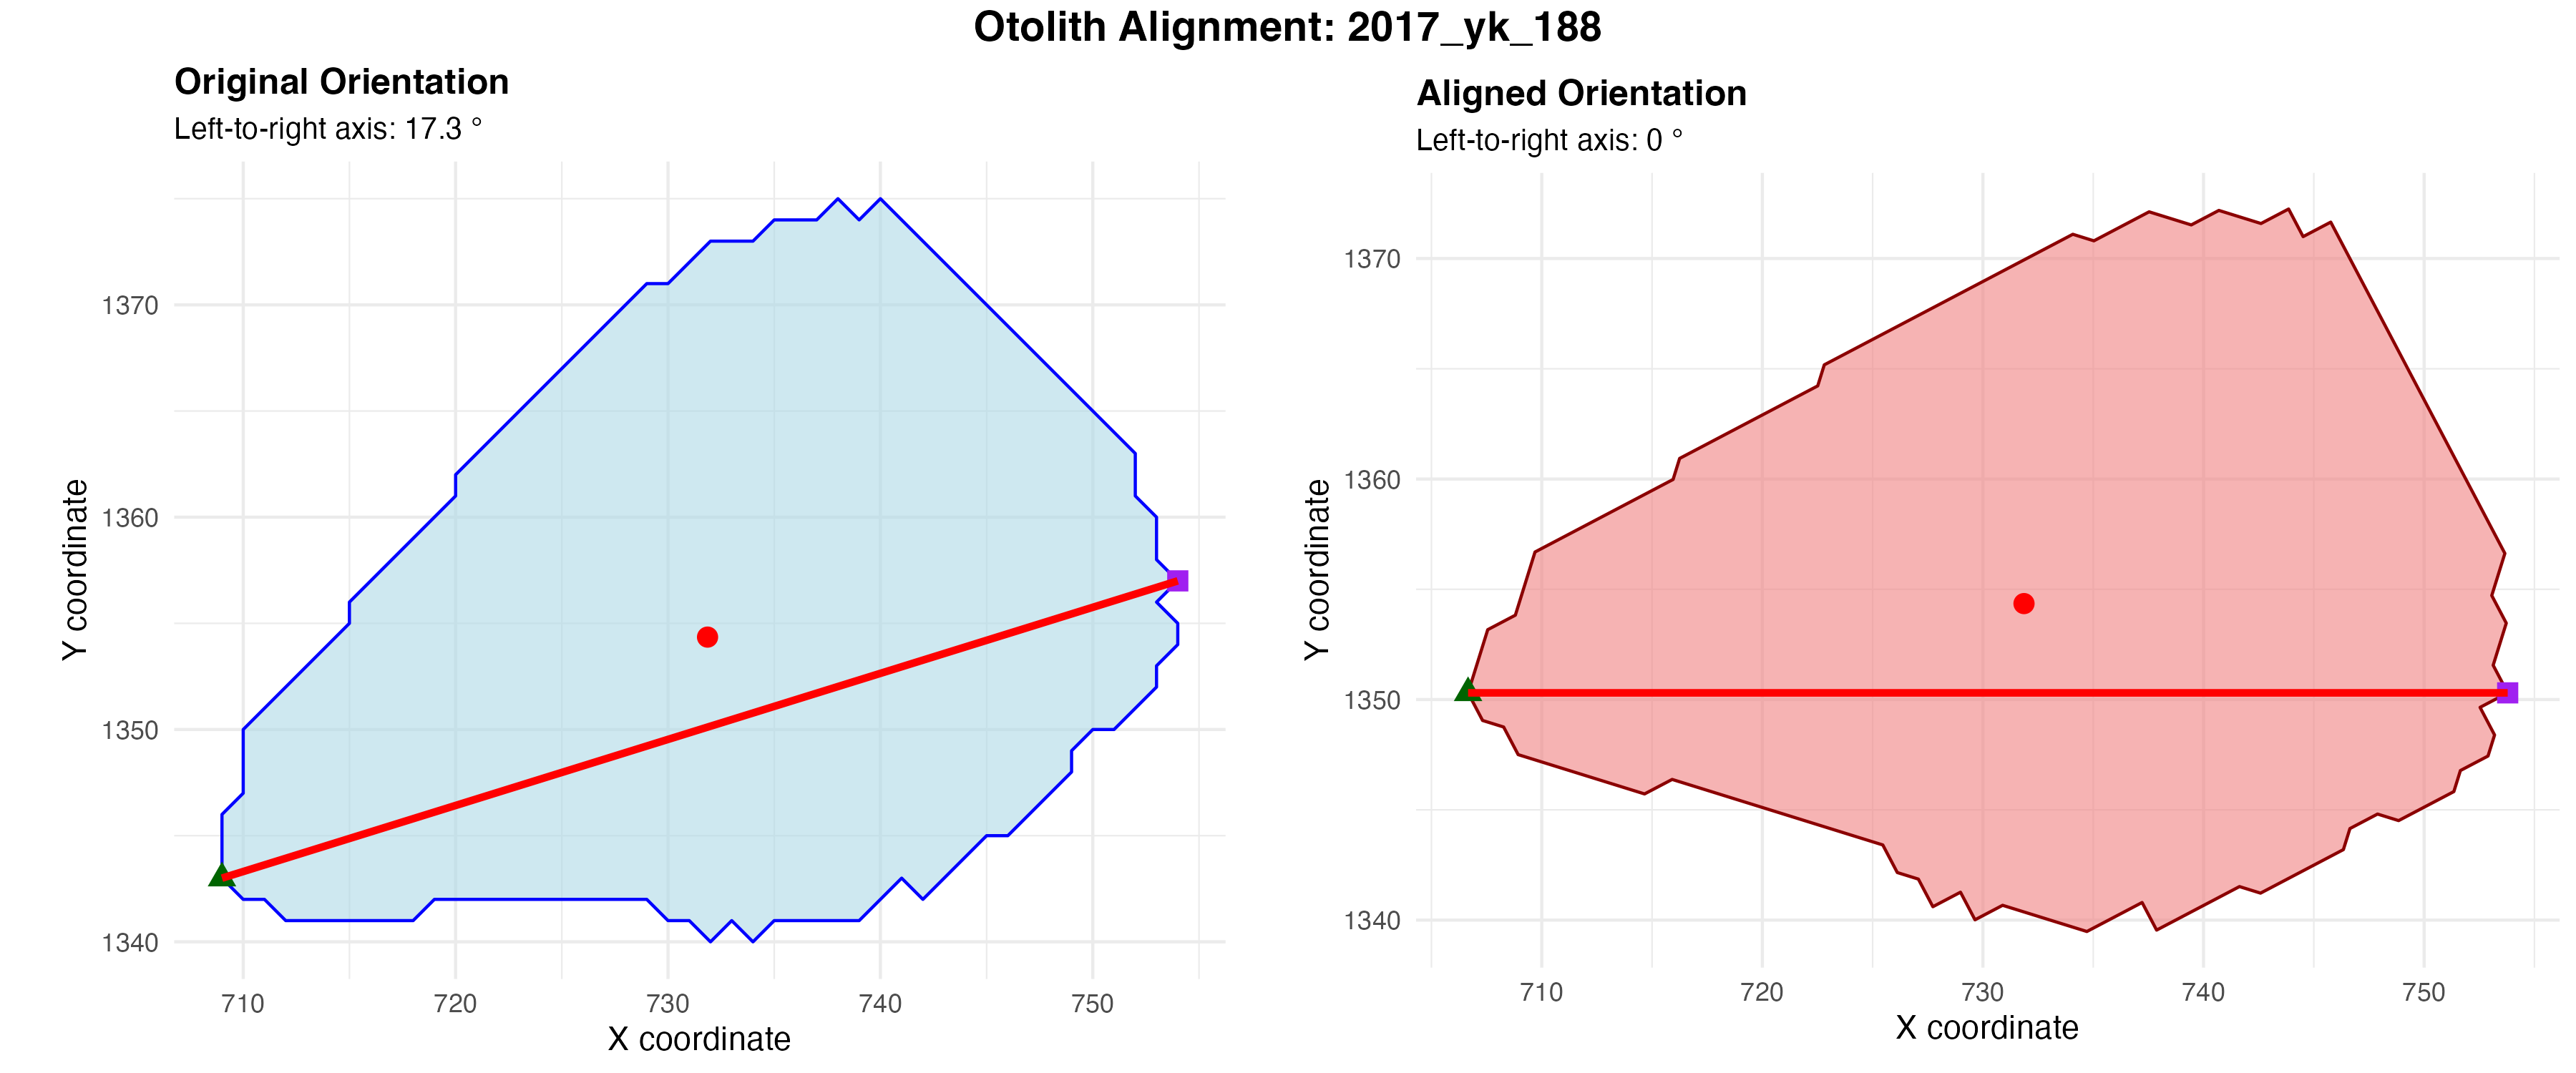 Otolith Alignment: 2017_yk_188
Original Orientation
Left-to-right axis: 17.3 °
1370
1360
1350
1340
Y coordinate
710 720 730 740 750
X coordinate
Aligned Orientation
Left-to-right axis: 0 °
1370
1360
1350
1340
Y coordinate
710 720 730 740 750
X coordinate